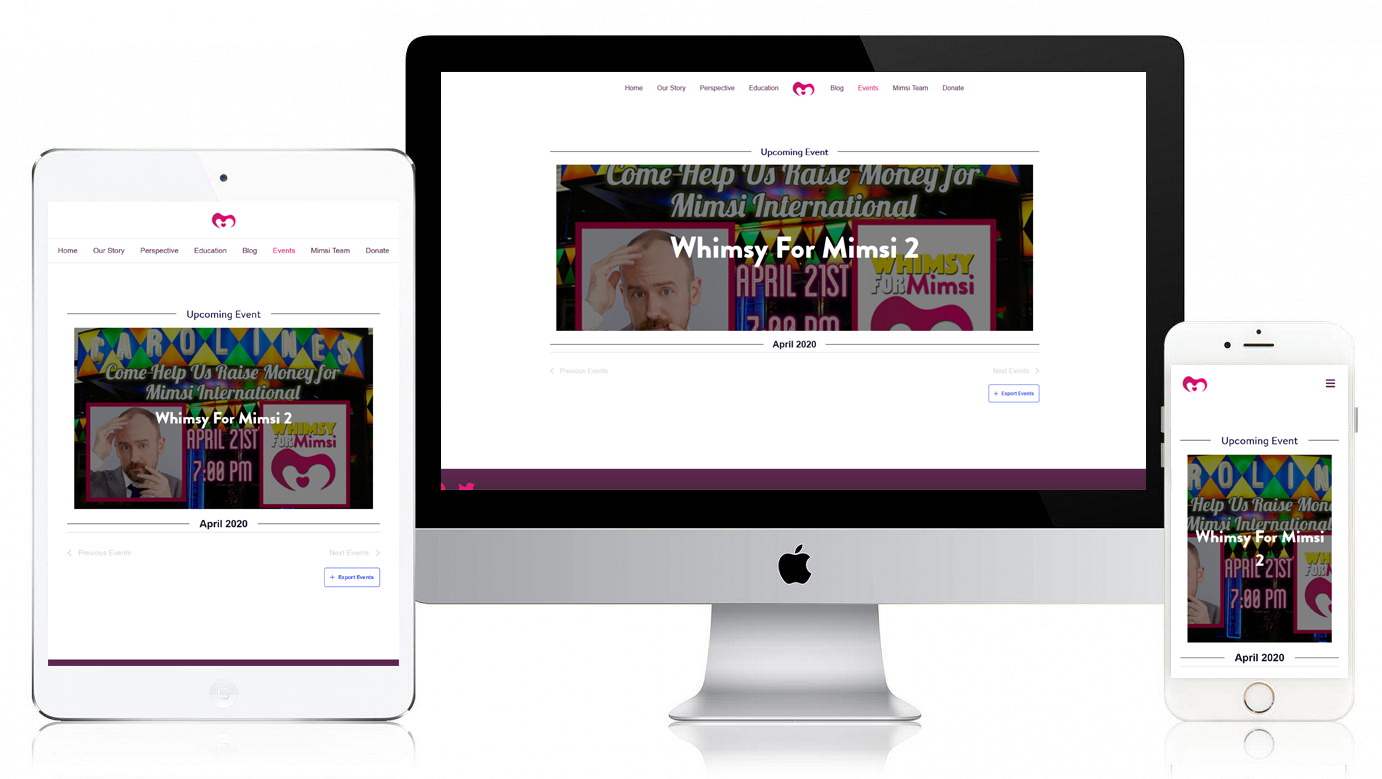 Home Our Story Perspective Education Blog Events Mimsi Team Donate
Upcoming Event
Come Help Us Raise Money for
Mimsi International
Whimsy For Mimsi 2
APRIL 21ST
7:00 PM
WHIMSY
FOR Mimsi
April 2020
Previous Events Next Events
+ Export Events
Home Our Story Perspective Education Blog Events Mimsi Team Donate
Upcoming Event
CAROLINES
Come Help Us Raise Money for
Mimsi International
Whimsy For Mimsi 2
APRIL 21ST
7:00 PM
WHIMSY
FOR Mimsi
April 2020
Previous Events Next Events
+ Export Events
Upcoming Event
ROLIN
Help Us Raise Mon
Mimsi International
Whimsy For Mimsi
2
APRIL 21ST
7:00 PM
WH
FOR
April 2020